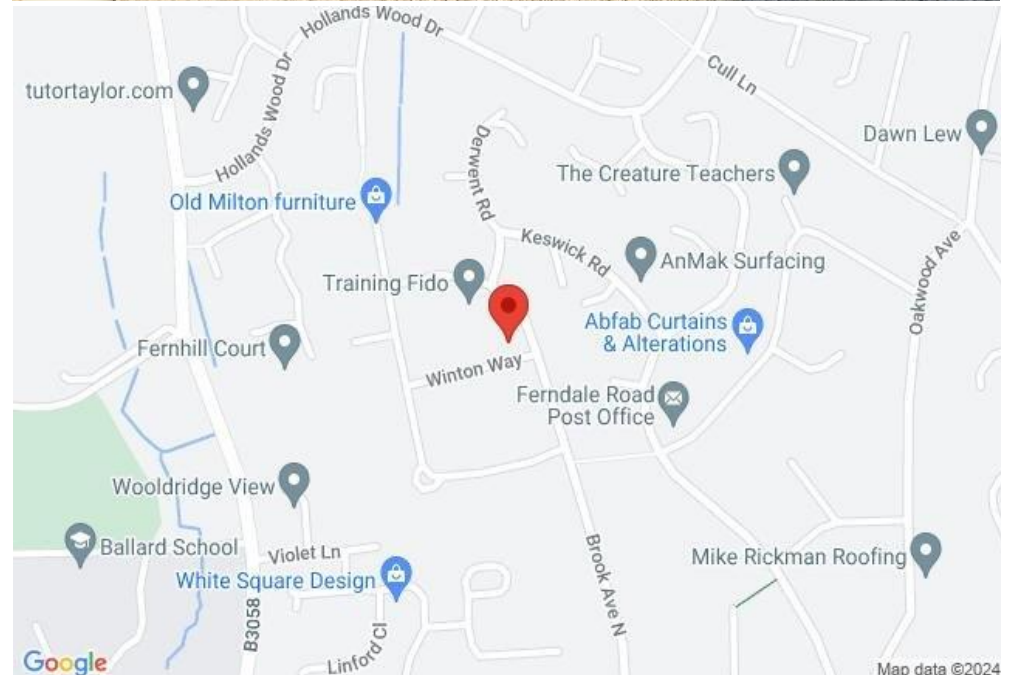 Hollands Wood Dr
Cull Ln
tutortaylor.com
Dawn Lew
Hollands Wood Dr
Derwent Rd
The Creature Teachers
Old Milton furniture
Keswick Rd
AnMak Surfacing
Oakwood Ave
Training Fido
Abfab Curtains
& Alterations
Fernhill Court
Winton Way
Ferndale Road
Post Office
Wooldridge View
Ballard School
Violet Ln
White Square Design
Brook Ave N
Mike Rickman Roofing
B3058
Linford Cl
Google
Map data ©2024